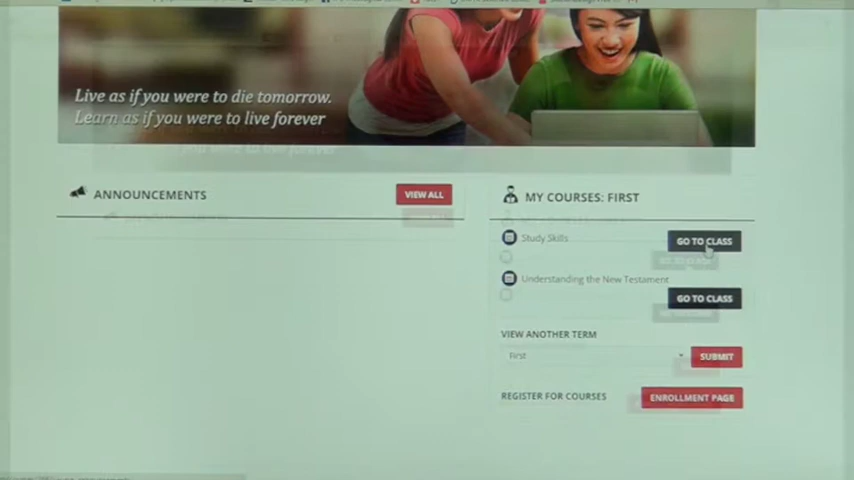 Live as if you were to die tomorrow.
Learn as if you were to live forever
ANNOUNCEMENTS
VIEW ALL
MY COURSES: FIRST
Study Skills
GO TO CLASS
Understanding the New Testament
GO TO CLASS
VIEW ANOTHER TERM
First
SUBMIT
REGISTER FOR COURSES
ENROLLMENT PAGE